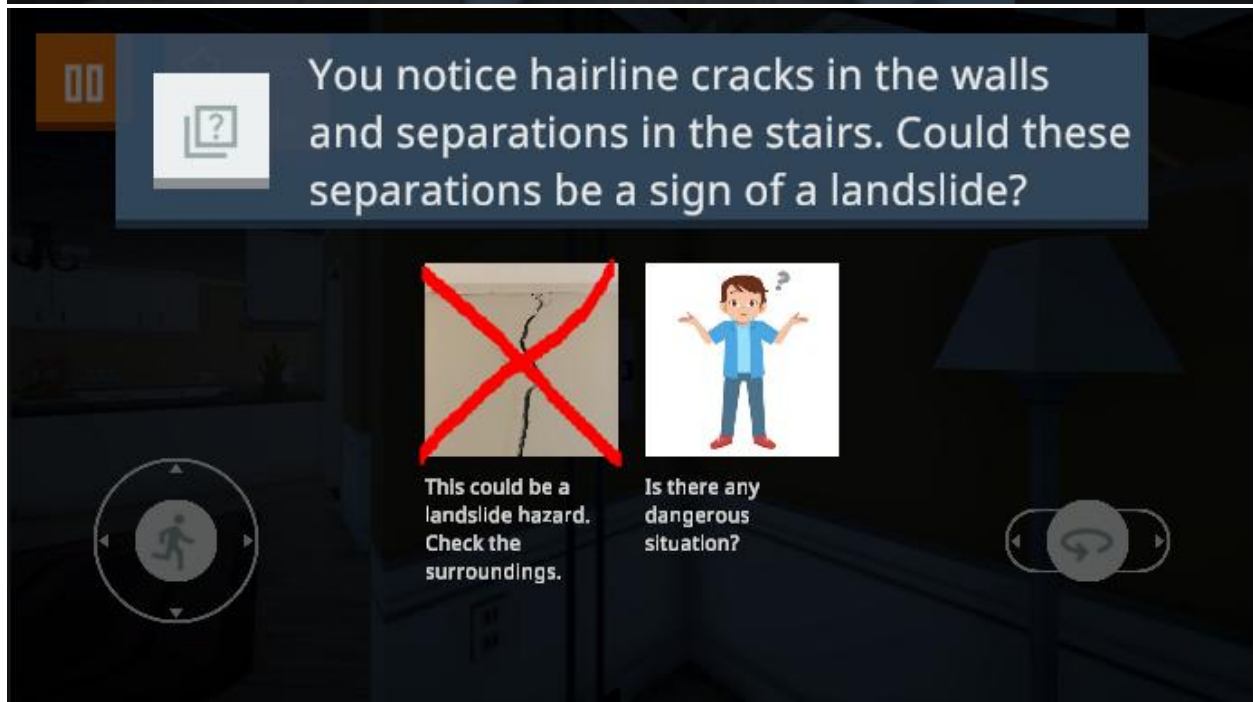 You notice hairline cracks in the walls
and separations in the stairs. Could these
separations be a sign of a landslide?
This could be a
landslide hazard.
Check the
surroundings.
Is there any
dangerous
situation?